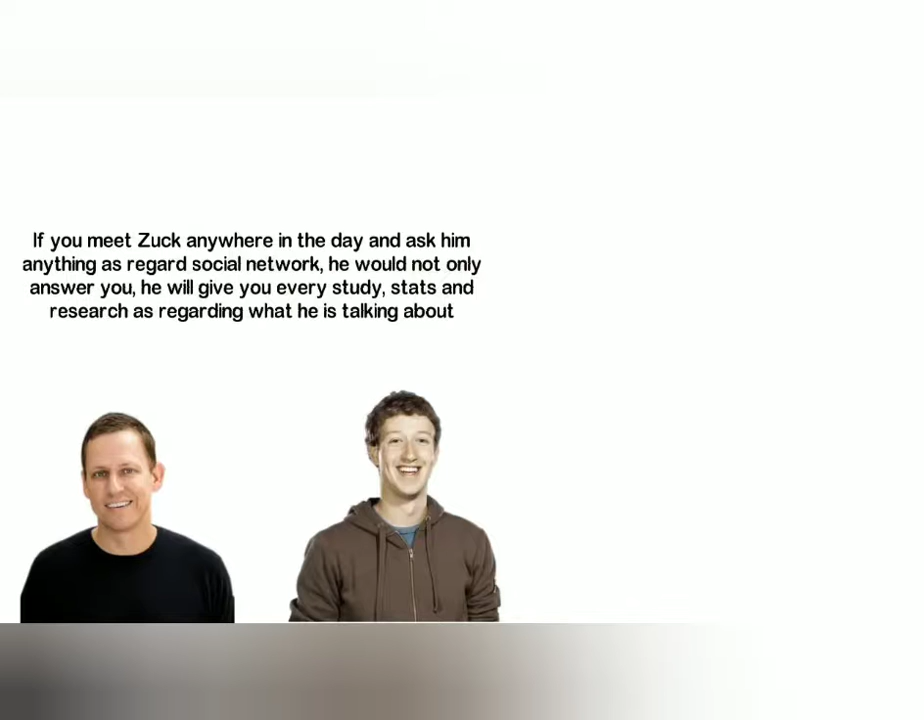 If you meet Zuck anywhere in the day and ask him
anything as regard social network, he would not only
answer you, he will give you every study, stats and
research as regarding what he is talking about